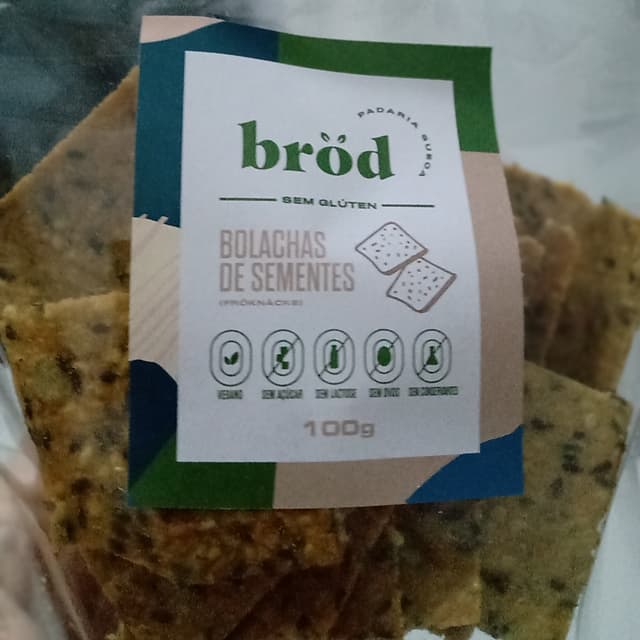 bröd
PADARIA SUECA
SEM GLÚTEN
BOLACHAS
DE SEMENTES
(FRÖKNÄCKE)
VEGANO
SEM AÇÚCAR
SEM LACTOSE
SEM OVOS
SEM CONSERVANTES
100g